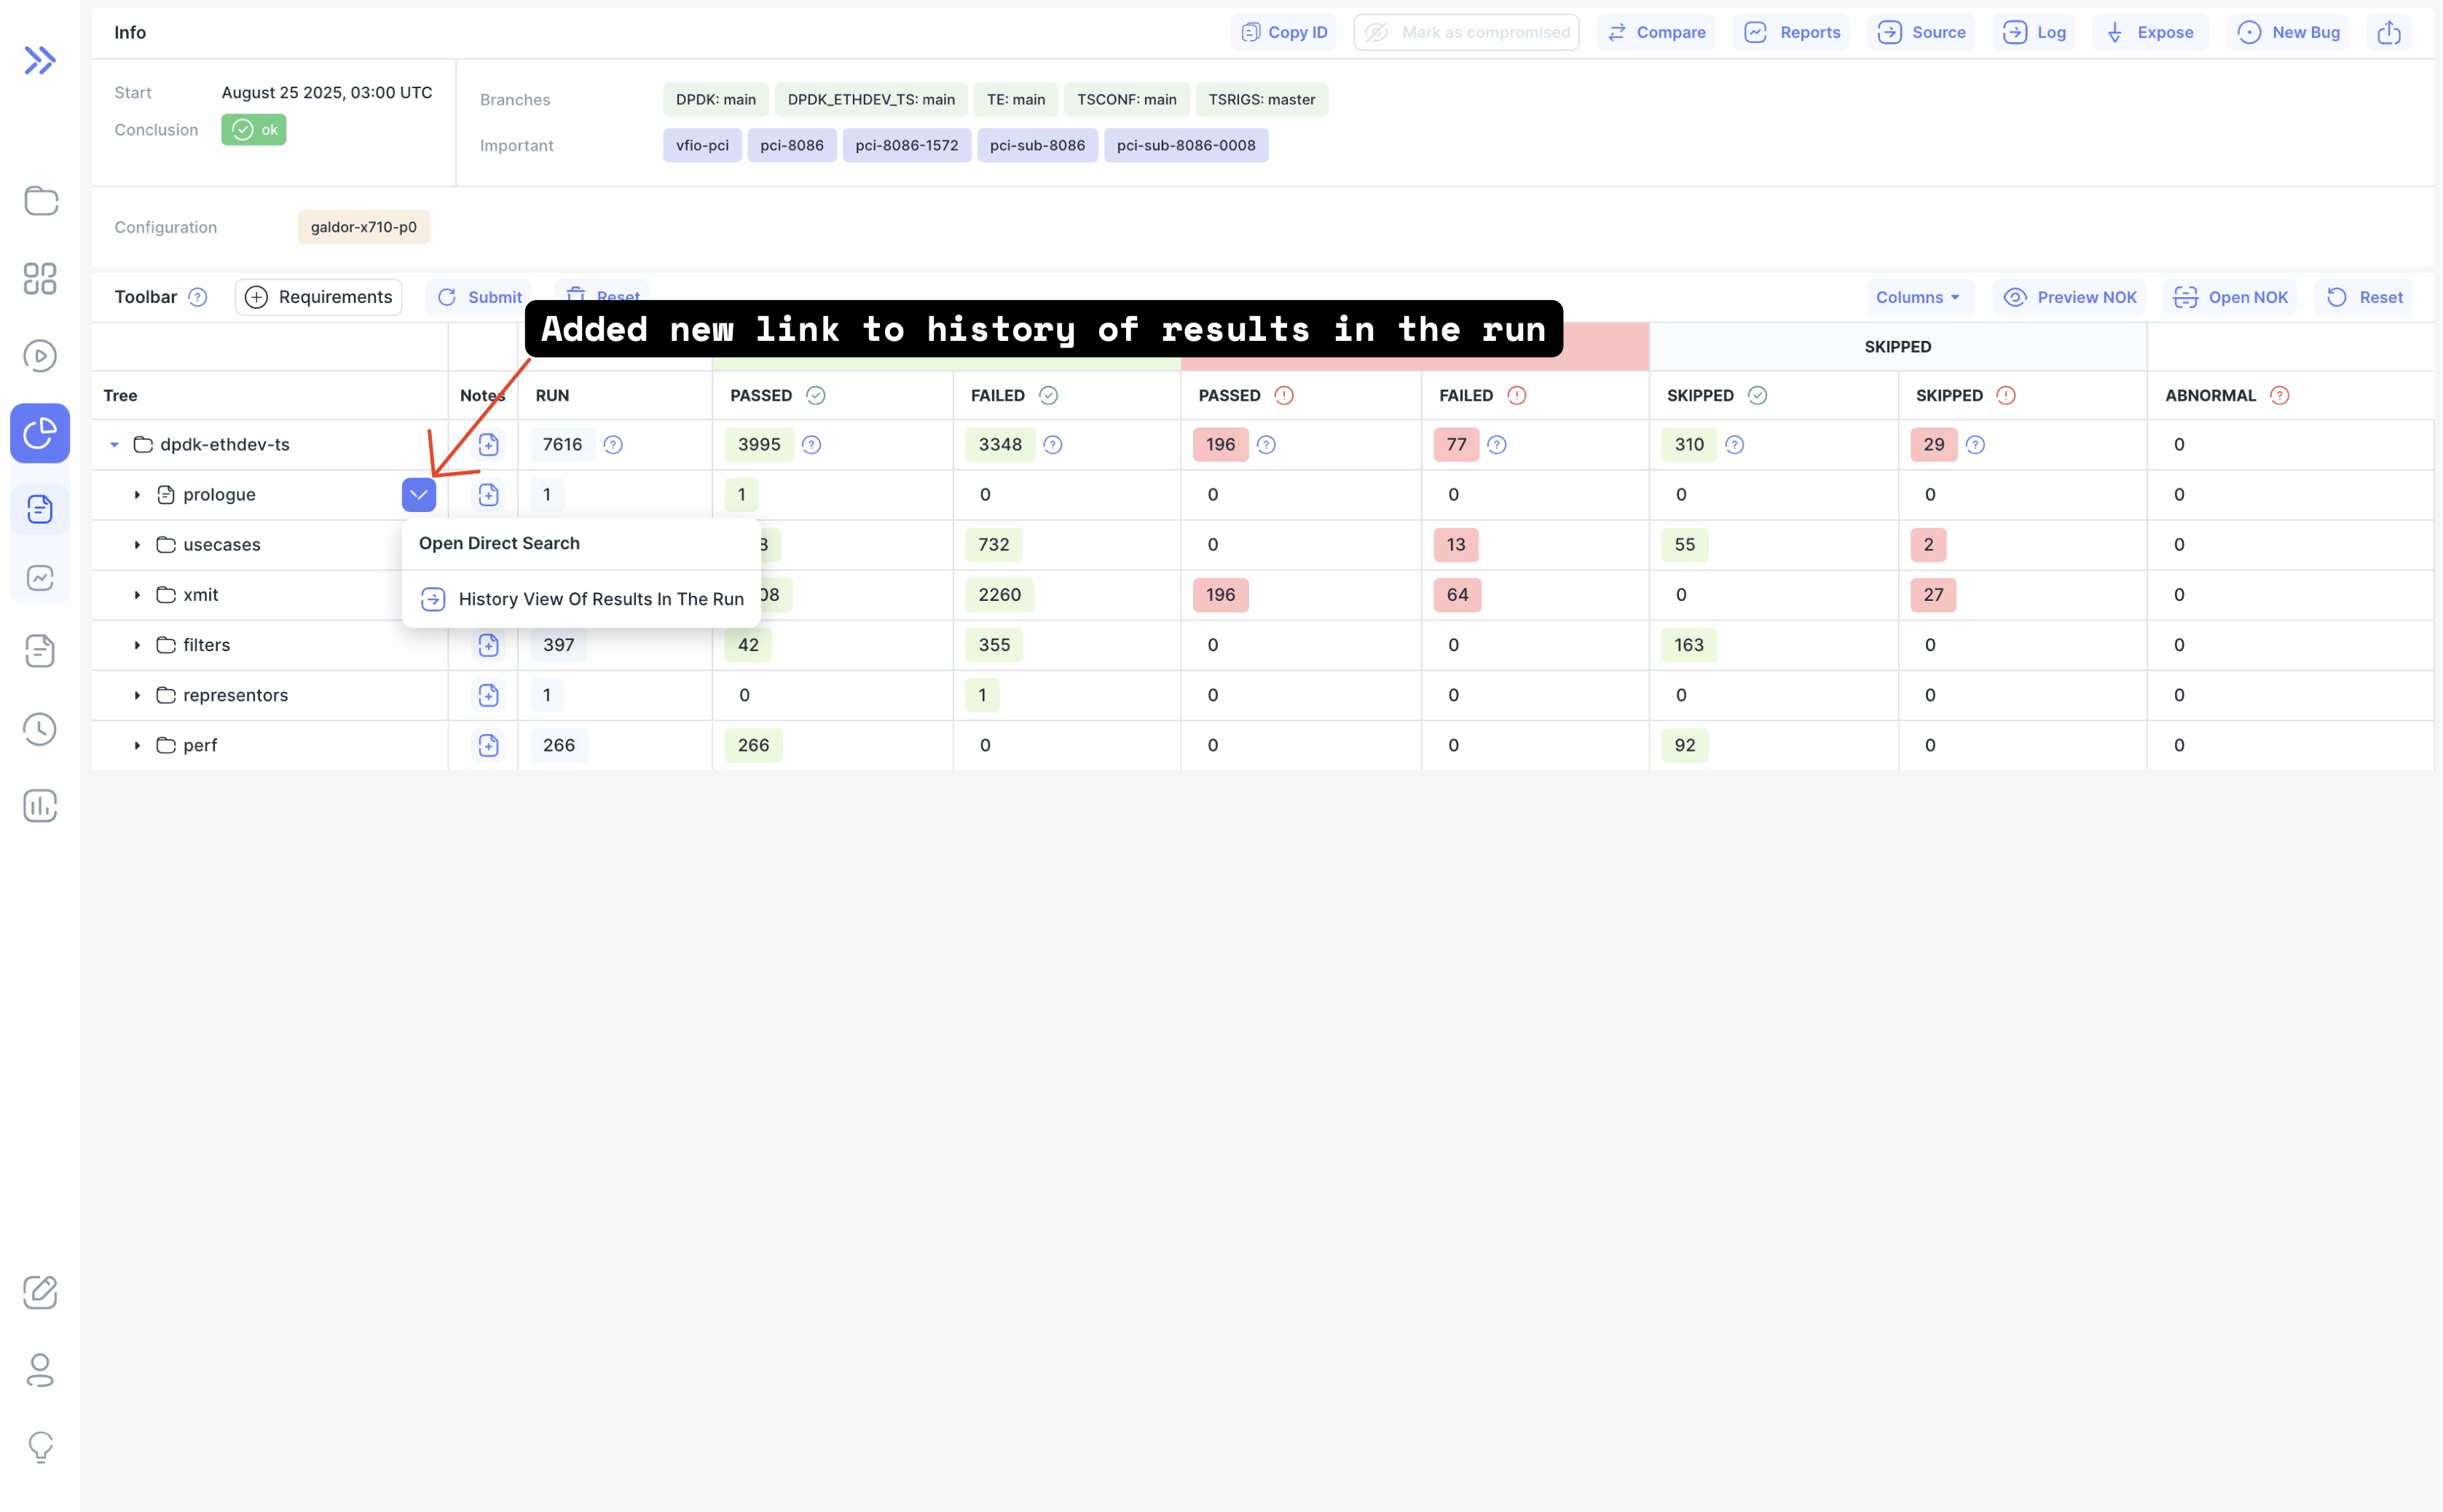 Info
Copy ID Mark as compromised Compare Reports Source Log Expose New Bug
Start August 25 2025, 03:00 UTC
Conclusion ok
Branches DPDK: main DPDK_ETHDEV_TS: main TE: main TSCONF: main TSRIGS: master
Important vfio-pci pci-8086 pci-8086-1572 pci-sub-8086 pci-sub-8086-0008
Configuration galdor-x710-p0
Toolbar Requirements Submit Reset Columns Preview NOK Open NOK Reset
Added new link to history of results in the run
SKIPPED
Tree Notes RUN PASSED FAILED PASSED FAILED SKIPPED SKIPPED ABNORMAL
dpdk-ethdev-ts 7616 3995 3348 196 77 310 29 0
prologue 1 1 0 0 0 0 0 0
usecases 732 0 13 55 2 0
Open Direct Search
xmit 2260 196 64 0 27 0
History View Of Results In The Run
filters 397 42 355 0 0 163 0 0
representors 1 0 1 0 0 0 0 0
perf 266 266 0 0 0 92 0 0